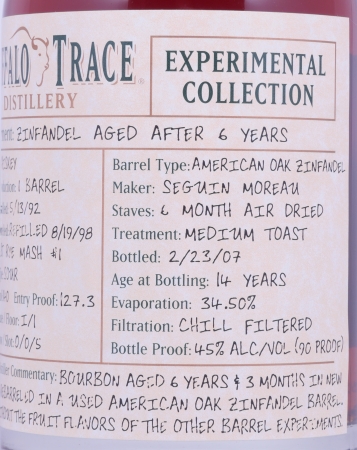 TRACE
DISTILLERY
EXPERIMENTAL
COLLECTION
ZINFANDEL AGED AFTER 6 YEARS
1 BARREL
5/13/92
8/19/98
RYE MASH #1
Entry Proof: 127.3
Floor: I/1
0/0/5
Barrel Type: AMERICAN OAK ZINFANDEL
Maker: SEGUIN MOREAU
Staves: 6 MONTH AIR DRIED
Treatment: MEDIUM TOAST
Bottled: 2/23/07
Age at Bottling: 14 YEARS
Evaporation: 34.50%
Filtration: CHILL FILTERED
Bottle Proof: 45% ALC/VOL (90 PROOF)
Commentary: BOURBON AGED 6 YEARS & 3 MONTHS IN NEW
IN A USED AMERICAN OAK ZINFANDEL BARREL.
THE FRUIT FLAVORS OF THE OTHER BARREL EXPERIMENTS.